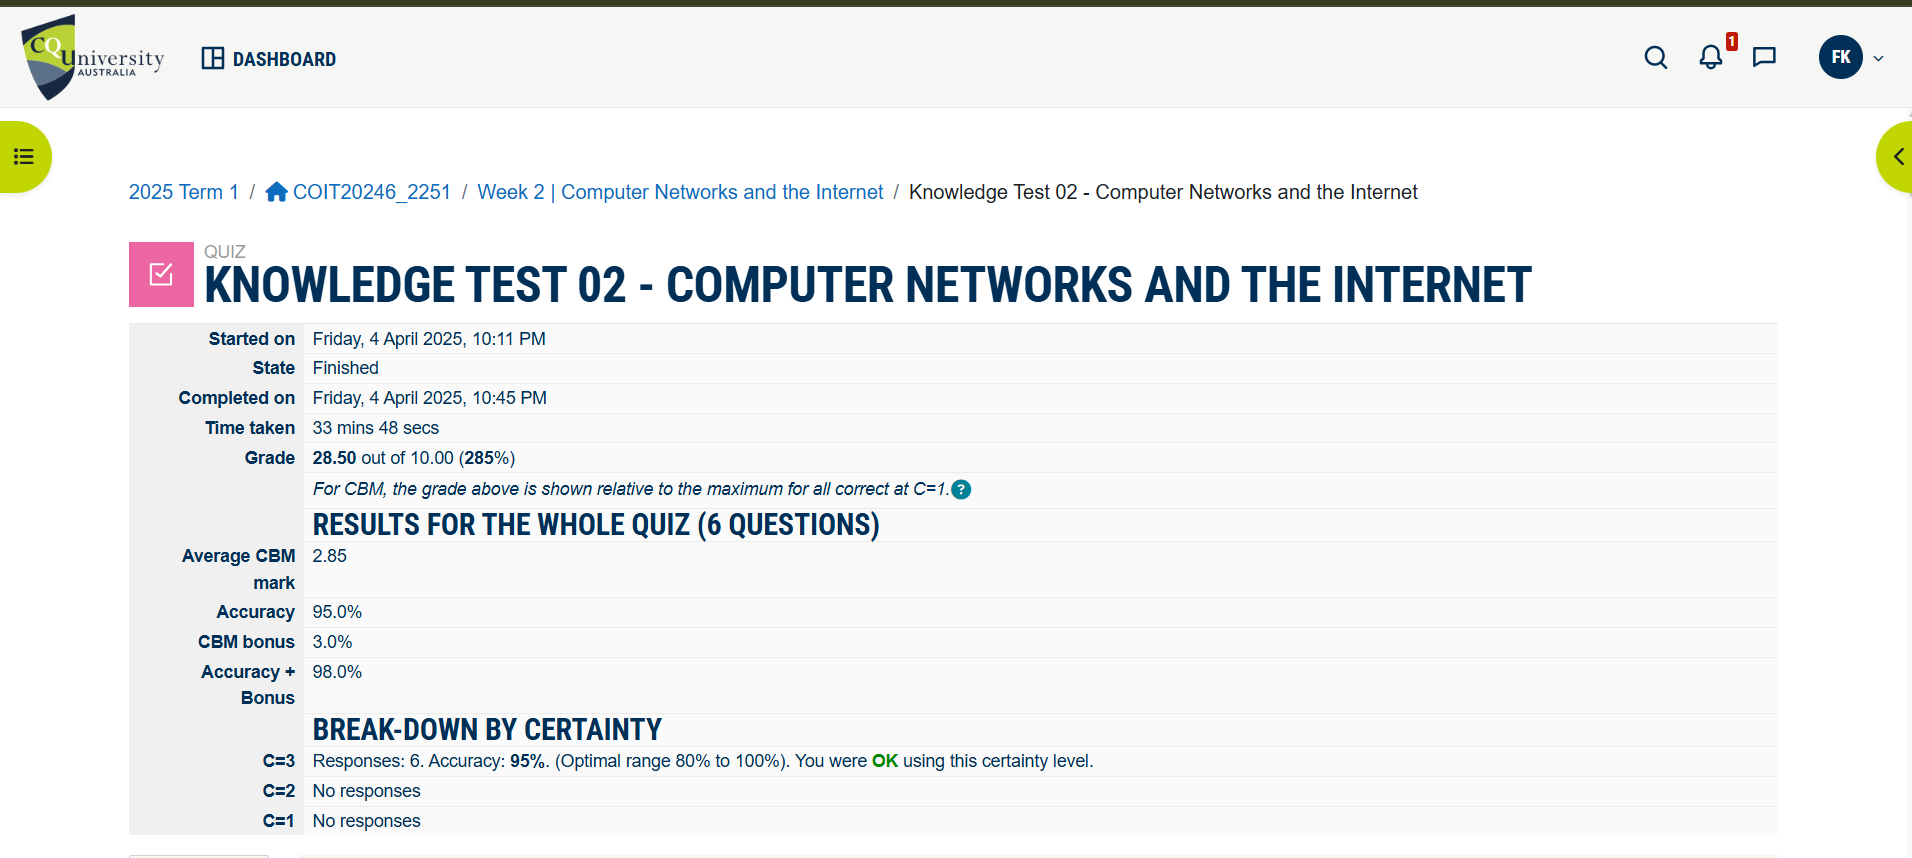 CQUniversity
AUSTRALIA
DASHBOARD
1
FK
2025 Term 1 / COIT20246_2251 / Week 2 | Computer Networks and the Internet / Knowledge Test 02 - Computer Networks and the Internet
QUIZ
KNOWLEDGE TEST 02 - COMPUTER NETWORKS AND THE INTERNET
Started on Friday, 4 April 2025, 10:11 PM
State Finished
Completed on Friday, 4 April 2025, 10:45 PM
Time taken 33 mins 48 secs
Grade 28.50 out of 10.00 (285%)
For CBM, the grade above is shown relative to the maximum for all correct at C=1. ?
RESULTS FOR THE WHOLE QUIZ (6 QUESTIONS)
Average CBM 2.85
mark
Accuracy 95.0%
CBM bonus 3.0%
Accuracy + 98.0%
Bonus
BREAK-DOWN BY CERTAINTY
C=3 Responses: 6. Accuracy: 95%. (Optimal range 80% to 100%). You were OK using this certainty level.
C=2 No responses
C=1 No responses